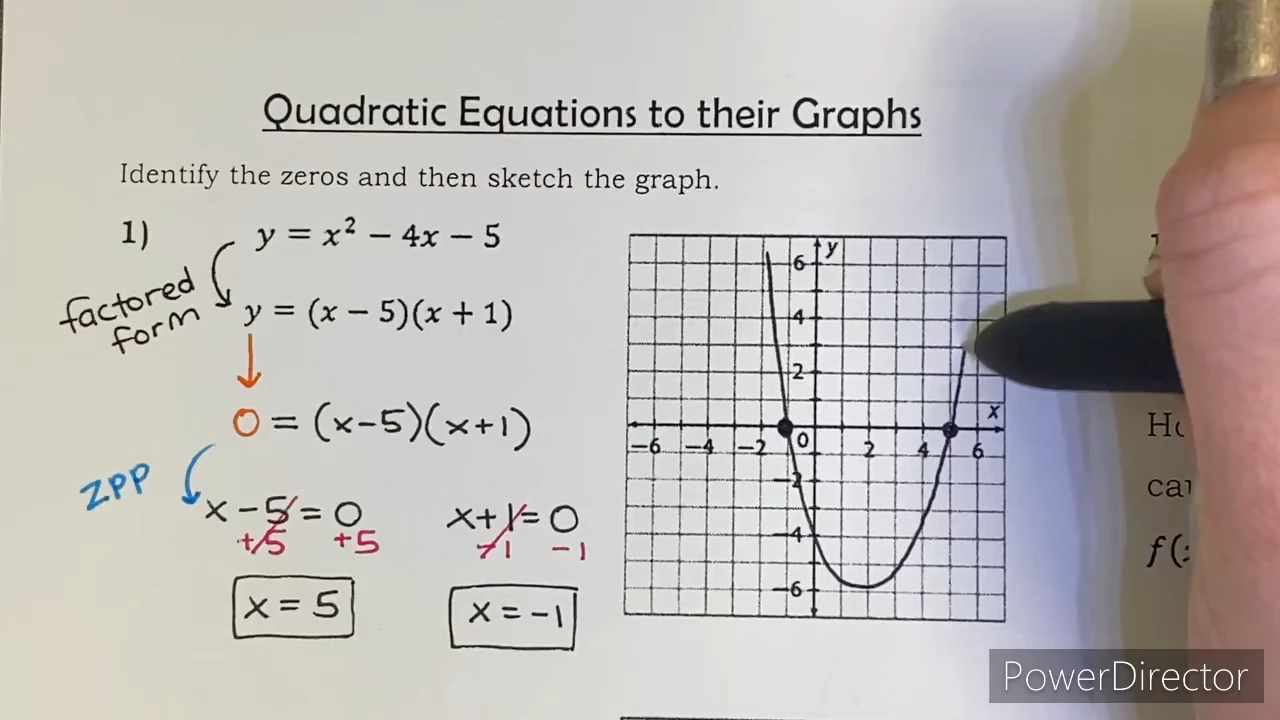 Quadratic Equations to their Graphs
Identify the zeros and then sketch the graph.
1) y = x² − 4x − 5
factored
form
y = (x − 5)(x + 1)
0 = (x−5)(x+1)
ZPP
x − 5 = 0 x + 1 = 0
+5 +5 −1 −1
x = 5 x = −1
y
6
4
2
x
−6 −4 −2 0 2 4 6
−2
−4
−6
f(
PowerDirector